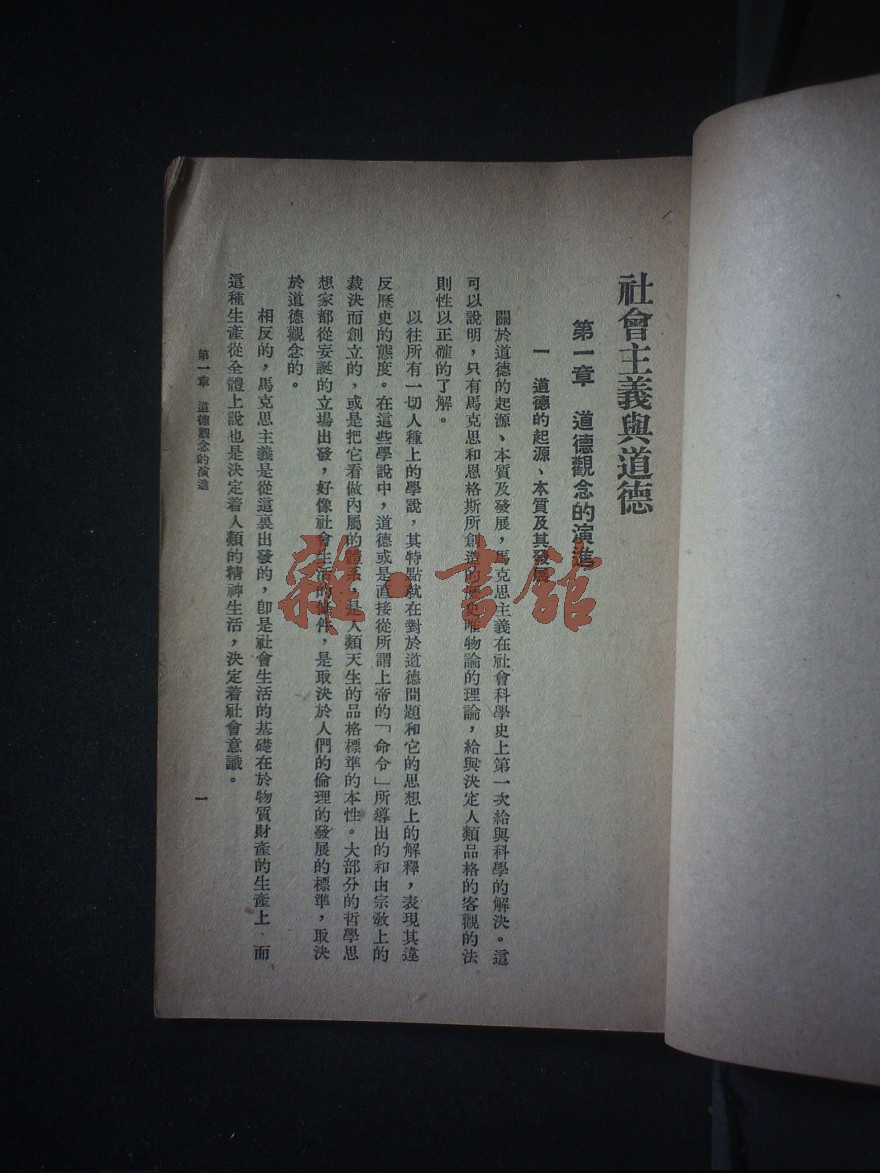 社會主義與道德
第一章　道德觀念的演進
一　道德的起源、本質及其發展
關於道德的起源、本質及發展，馬克思主義在社會科學史上第一次給與科學的解決。這
可以說明，只有馬克思和恩格斯所創造的歷史唯物論的理論，給與決定人類品格的客觀的法
則性以正確的了解。
以往所有一切人種上的學說，其特點就在對於道德問題和它的思想上的解釋，表現其違
反歷史的態度。在這些學說中，道德或是直接從所謂上帝的「命令」所導出的和由宗教上的
裁決而創立的，或是把它看做內屬的體系，是人類天生的品格標準的本性。大部分的哲學思
想家都從妄誕的立場出發，好像社會生活的條件，是取決於人們的倫理的發展的標準，取決
於道德觀念的。
相反的，馬克思主義是從這裏出發的，卽是社會生活的基礎在於物質財產的生產上、而
這種生產從全體上說也是決定着人類的精神生活，決定着社會意識。
第一章　道德觀念的演進
一
雜·書館